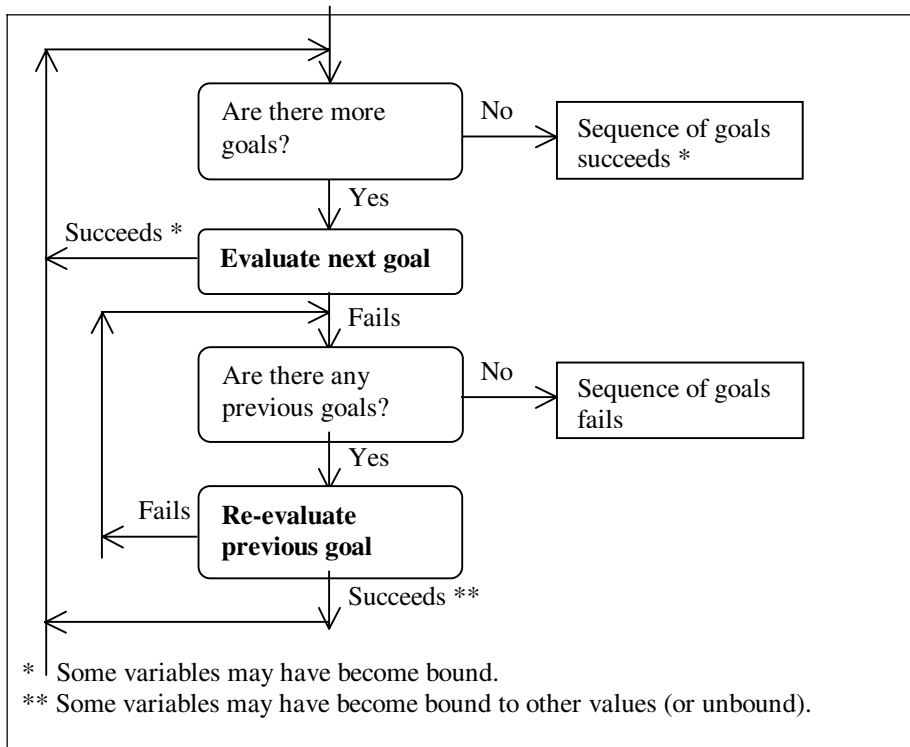 Are there more
goals?
No
Sequence of goals
succeeds *
Yes
Succeeds *
Evaluate next goal
Fails
Are there any
previous goals?
No
Sequence of goals
fails
Yes
Fails
Re-evaluate
previous goal
Succeeds **
* Some variables may have become bound.
** Some variables may have become bound to other values (or unbound).